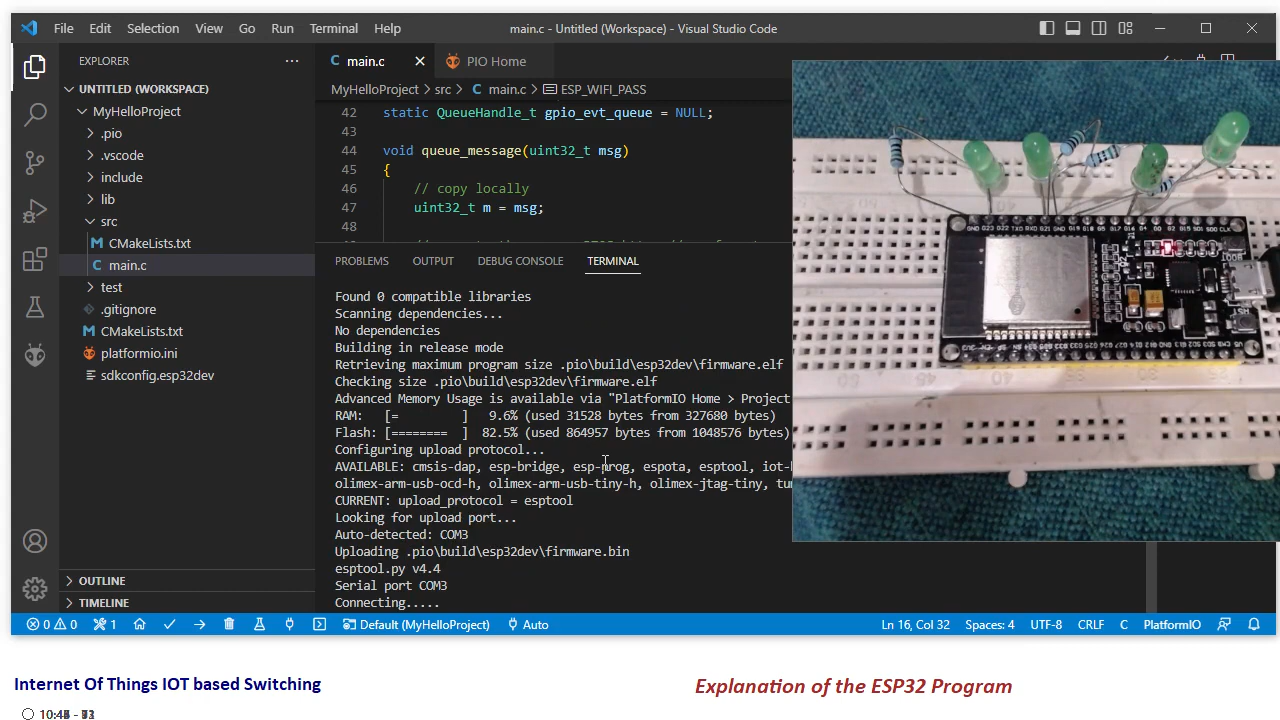 File Edit Selection View Go Run Terminal Help main.c - Untitled (Workspace) - Visual Studio Code
EXPLORER
UNTITLED (WORKSPACE)
MyHelloProject
.pio
.vscode
include
lib
src
CMakeLists.txt
main.c
test
.gitignore
CMakeLists.txt
platformio.ini
sdkconfig.esp32dev
OUTLINE
TIMELINE
main.c PIO Home
MyHelloProject > src > main.c > ESP_WIFI_PASS
42 static QueueHandle_t gpio_evt_queue = NULL;
43
44 void queue_message(uint32_t msg)
45 {
46 // copy locally
47 uint32_t m = msg;
PROBLEMS OUTPUT DEBUG CONSOLE TERMINAL
Found 0 compatible libraries
Scanning dependencies...
No dependencies
Building in release mode
Retrieving maximum program size .pio\build\esp32dev\firmware.elf
Checking size .pio\build\esp32dev\firmware.elf
Advanced Memory Usage is available via "PlatformIO Home > Project
RAM: [= ] 9.6% (used 31528 bytes from 327680 bytes)
Flash: [======== ] 82.5% (used 864957 bytes from 1048576 bytes)
Configuring upload protocol...
AVAILABLE: cmsis-dap, esp-bridge, esp-prog, espota, esptool,
olimex-arm-usb-ocd-h, olimex-arm-usb-tiny-h, olimex-jtag-tiny,
CURRENT: upload_protocol = esptool
Looking for upload port...
Auto-detected: COM3
Uploading .pio\build\esp32dev\firmware.bin
esptool.py v4.4
Serial port COM3
Connecting.....
0 0 1 Default (MyHelloProject) Auto Ln 16, Col 32 Spaces: 4 UTF-8 CRLF C PlatformIO
Internet Of Things IOT based Switching
Explanation of the ESP32 Program